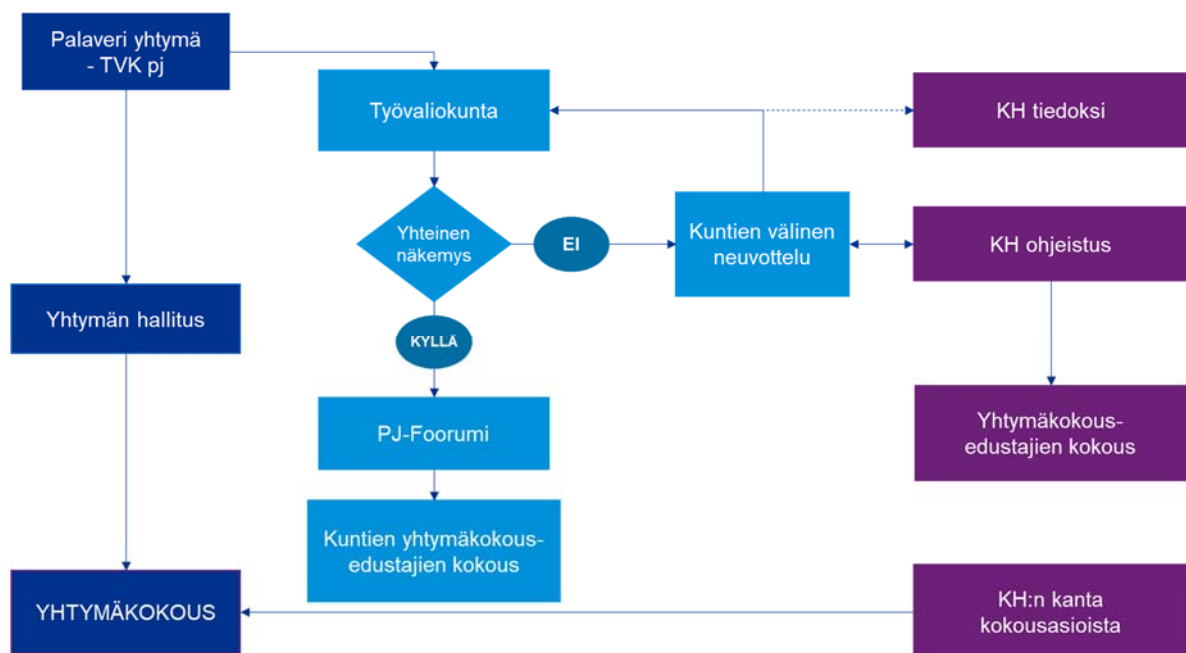 Palaveri yhtymä
- TVK pj
Työvaliokunta
KH tiedoksi
Yhteinen
näkemys
EI
Kuntien välinen
neuvottelu
KH ohjeistus
Yhtymän hallitus
KYLLÄ
PJ-Foorumi
Yhtymäkokous-
edustajien kokous
Kuntien yhtymäkokous-
edustajien kokous
YHTYMÄKOKOUS
KH:n kanta
kokousasioista